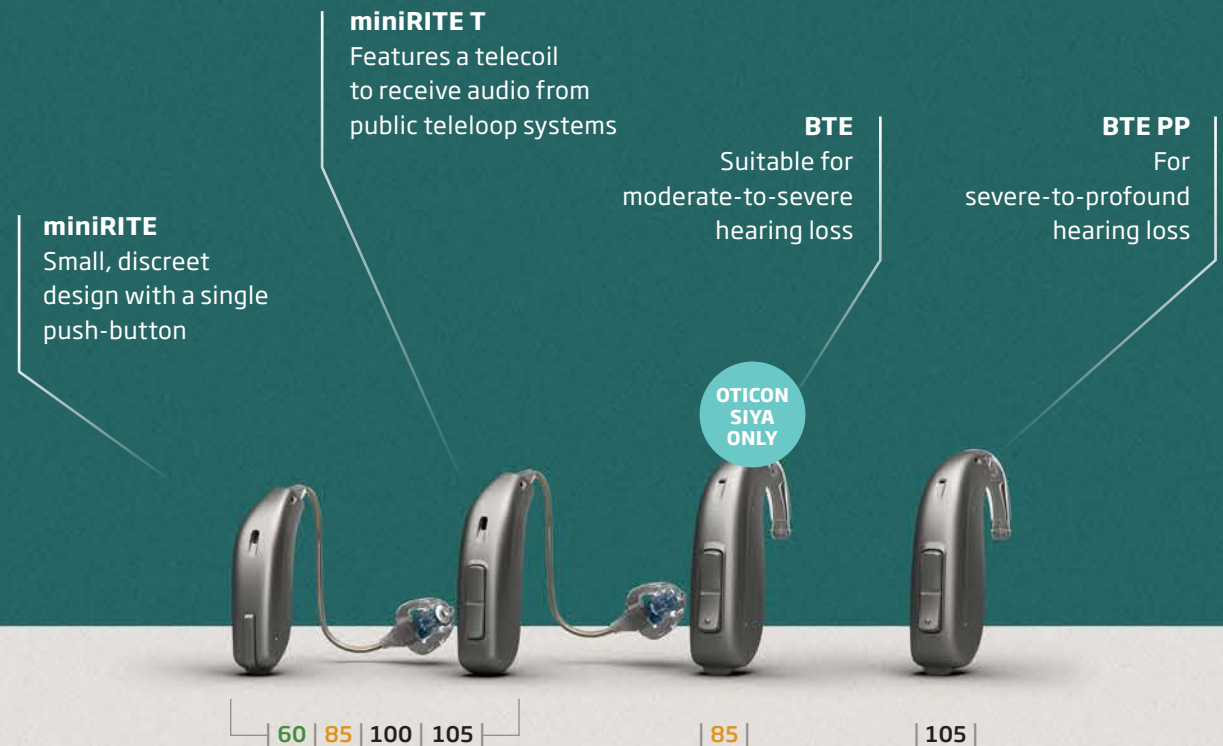 miniRITE T
Features a telecoil
to receive audio from
public teleloop systems
BTE
Suitable for
moderate-to-severe
hearing loss
BTE PP
For
severe-to-profound
hearing loss
miniRITE
Small, discreet
design with a single
push-button
OTICON
SIYA
ONLY
60 | 85 | 100 | 105
85
105